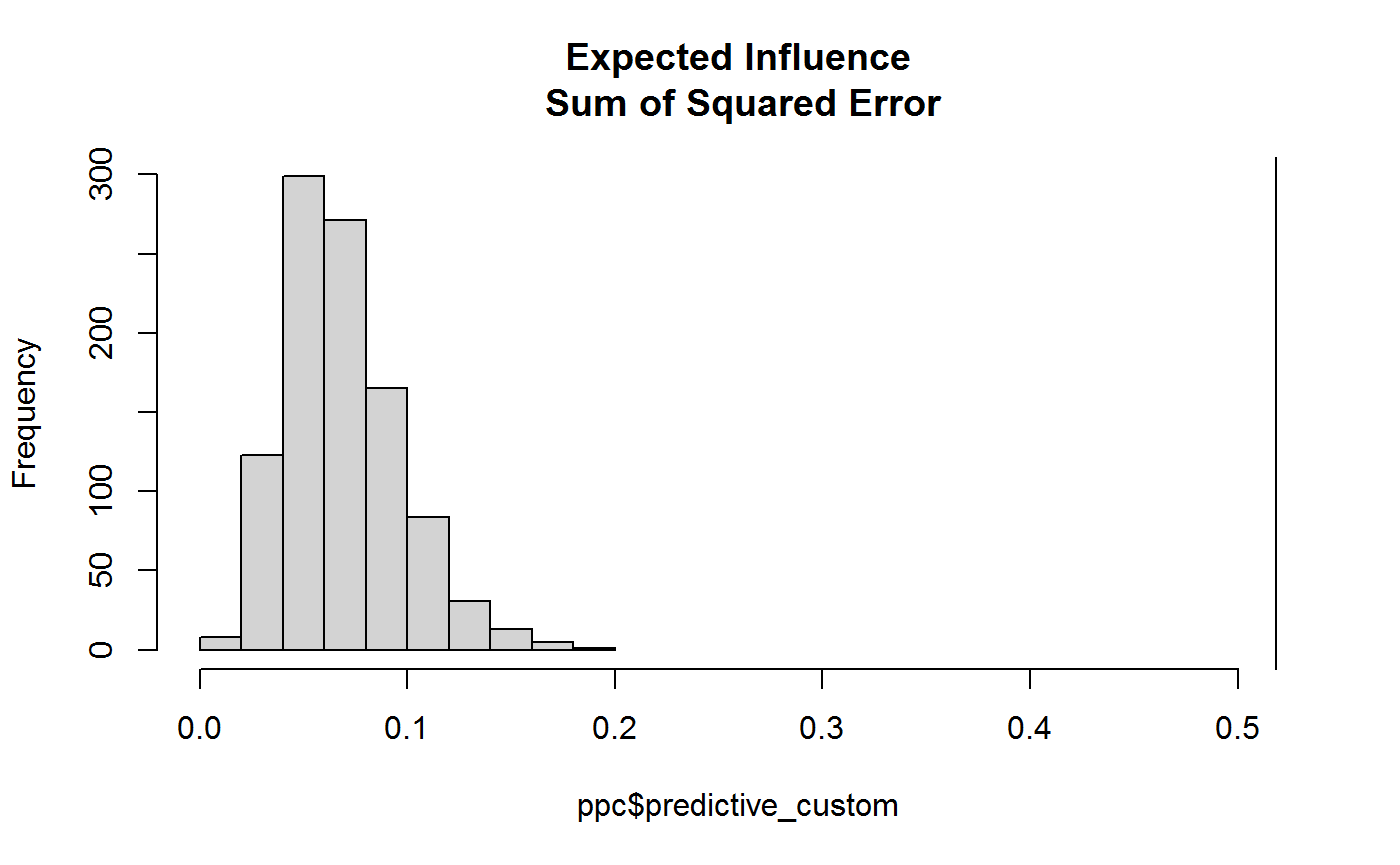 Expected Influence
Sum of Squared Error
300
200
100
50
0
Frequency
0.0 0.1 0.2 0.3 0.4 0.5
ppc$predictive_custom